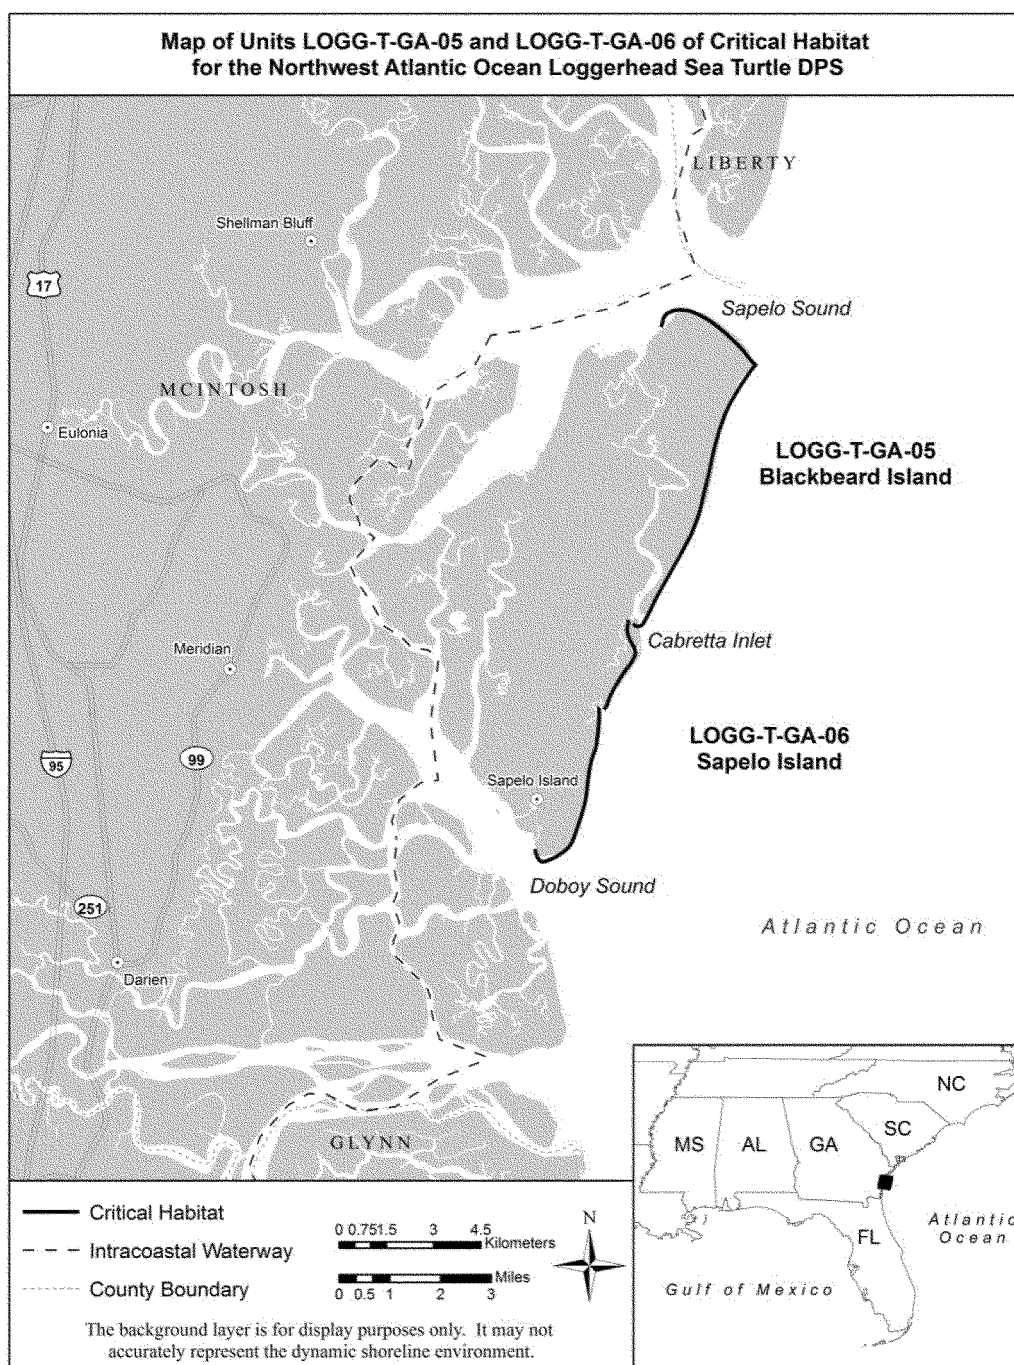 Map of Units LOGG-T-GA-05 and LOGG-T-GA-06 of Critical Habitat
for the Northwest Atlantic Ocean Loggerhead Sea Turtle DPS
LIBERTY
Shellman Bluff
17
Sapelo Sound
MCINTOSH
Eulonia
LOGG-T-GA-05
Blackbeard Island
Meridian
Cabretta Inlet
LOGG-T-GA-06
Sapelo Island
95
99
Sapelo Island
Doboy Sound
251
Atlantic Ocean
Darien
GLYNN
NC
SC
MS
AL
GA
FL
Atlantic
Ocean
Gulf of Mexico
Critical Habitat
Intracoastal Waterway
County Boundary
0 0.751.5 3 4.5
Kilometers
Miles
0 0.5 1 2 3
N
The background layer is for display purposes only. It may not
accurately represent the dynamic shoreline environment.